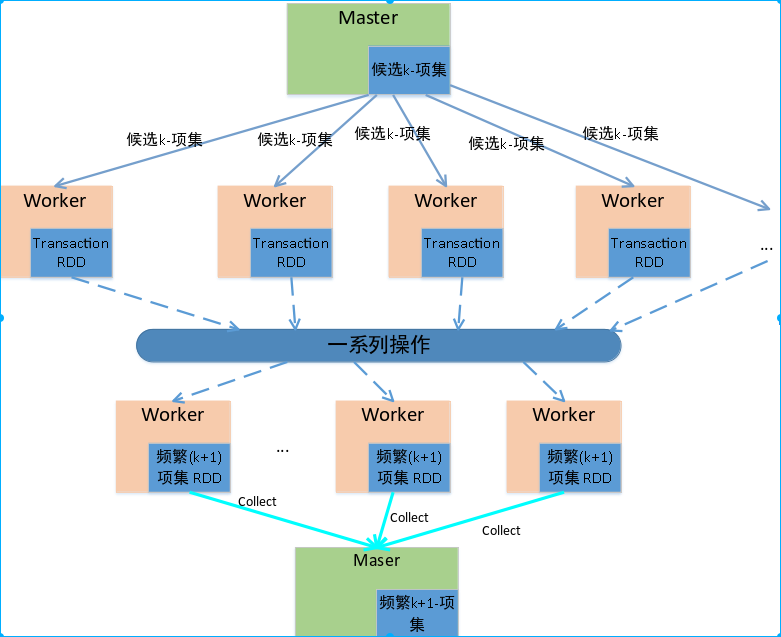 Master
候选k-项集
候选k-项集
候选k-项集
候选k-项集
候选k-项集
候选k-项集
Worker
Worker
Worker
Worker
Transaction
RDD
Transaction
RDD
Transaction
RDD
Transaction
RDD
...
一系列操作
Worker
Worker
Worker
频繁(k+1)
项集 RDD
...
频繁(k+1)
项集 RDD
频繁(k+1)
项集 RDD
Collect
Collect
Collect
Maser
频繁k+1-项
集